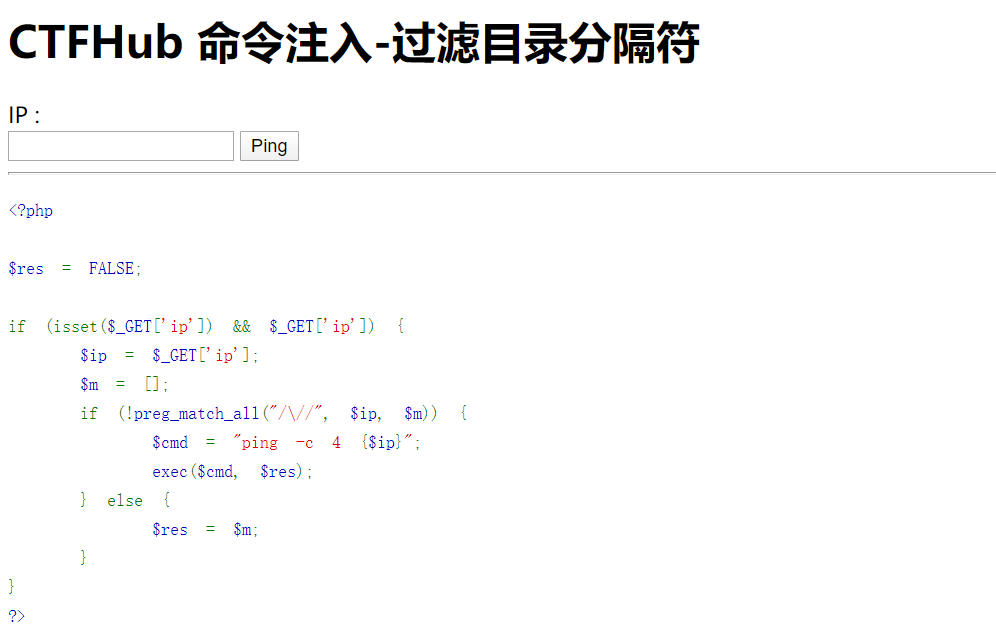 CTFHub 命令注入-过滤目录分隔符
IP :
Ping
<?php
$res = FALSE;
if (isset($_GET['ip']) && $_GET['ip']) {
$ip = $_GET['ip'];
$m = [];
if (!preg_match_all("/\//", $ip, $m)) {
$cmd = "ping -c 4 {$ip}";
exec($cmd, $res);
} else {
$res = $m;
}
}
?>